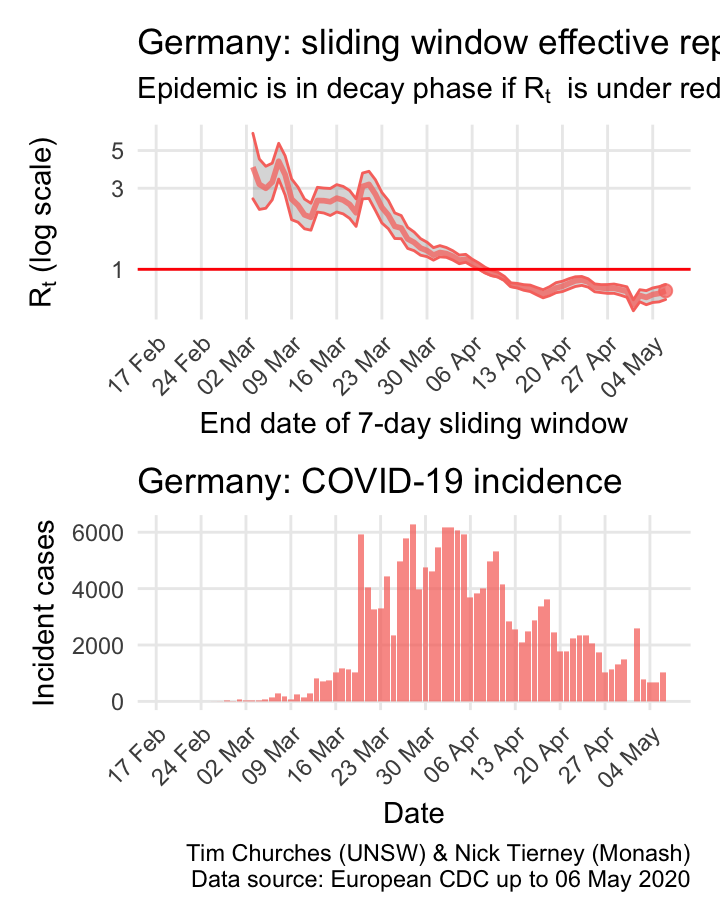 Germany: sliding window effective rep
Epidemic is in decay phase if Rt is under red
5
3
1
Rt (log scale)
17 Feb
24 Feb
02 Mar
09 Mar
16 Mar
23 Mar
30 Mar
06 Apr
13 Apr
20 Apr
27 Apr
04 May
End date of 7-day sliding window
Germany: COVID-19 incidence
6000
4000
2000
0
Incident cases
17 Feb
24 Feb
02 Mar
09 Mar
16 Mar
23 Mar
30 Mar
06 Apr
13 Apr
20 Apr
27 Apr
04 May
Date
Tim Churches (UNSW) & Nick Tierney (Monash)
Data source: European CDC up to 06 May 2020